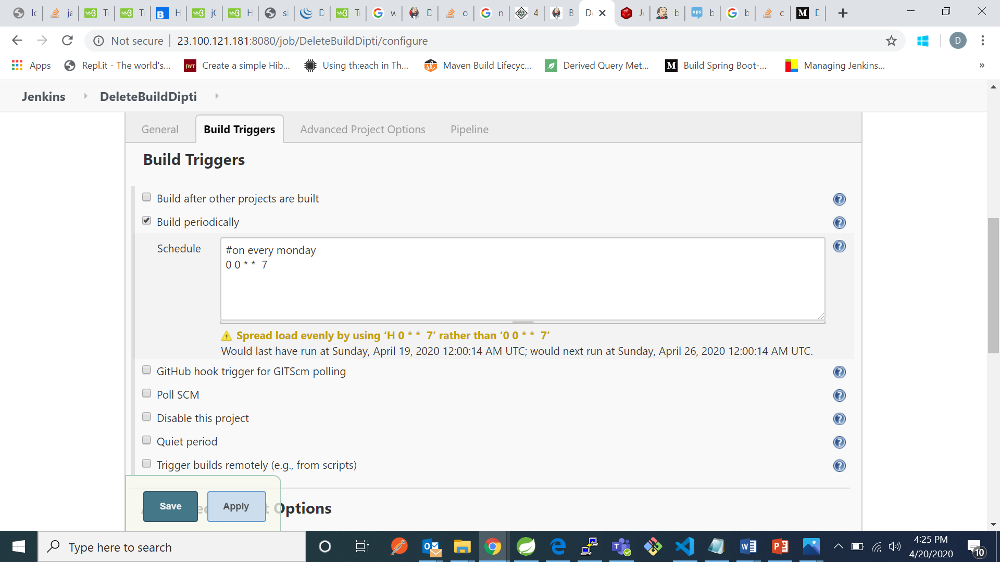 Not secure | 23.100.121.181:8080/job/DeleteBuildDipti/configure
D
Apps Repl.it - The world's... JWT Create a simple Hib... Using th:each in Th... Maven Build Lifecyc... Derived Query Met... M Build Spring Boot-... Managing Jenkins... »
Jenkins DeleteBuildDipti
General Build Triggers Advanced Project Options Pipeline
Build Triggers
Build after other projects are built
Build periodically
Schedule
#on every monday
0 0 * *  7
Spread load evenly by using ‘H 0 * *  7’ rather than ‘0 0 * *  7’
Would last have run at Sunday, April 19, 2020 12:00:14 AM UTC; would next run at Sunday, April 26, 2020 12:00:14 AM UTC.
GitHub hook trigger for GITScm polling
Poll SCM
Disable this project
Quiet period
Trigger builds remotely (e.g., from scripts)
Save Apply
Options
Type here to search
4:25 PM
4/20/2020
10